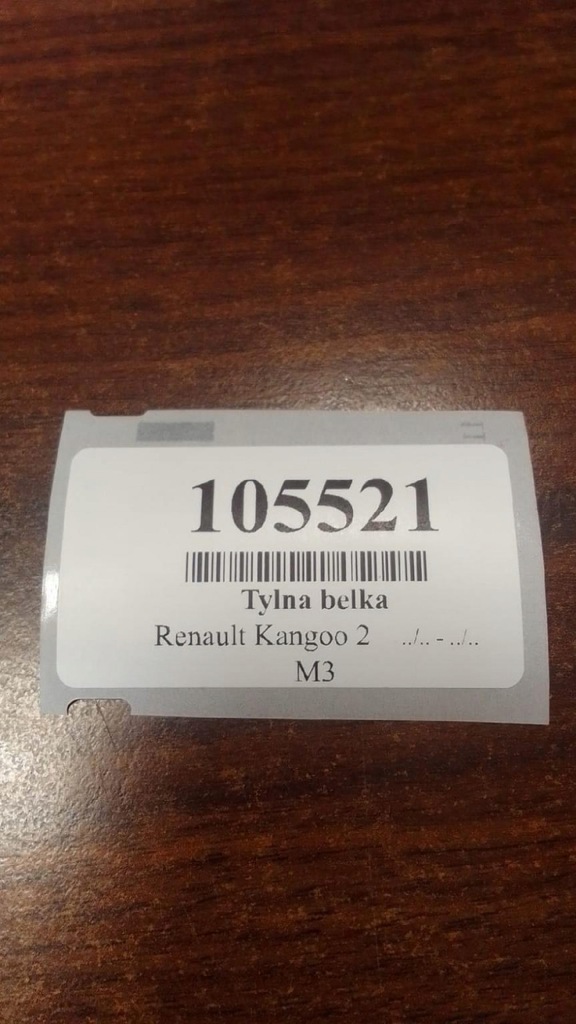 105521
Tylna belka
Renault Kangoo 2 ../.. - ../..
M3